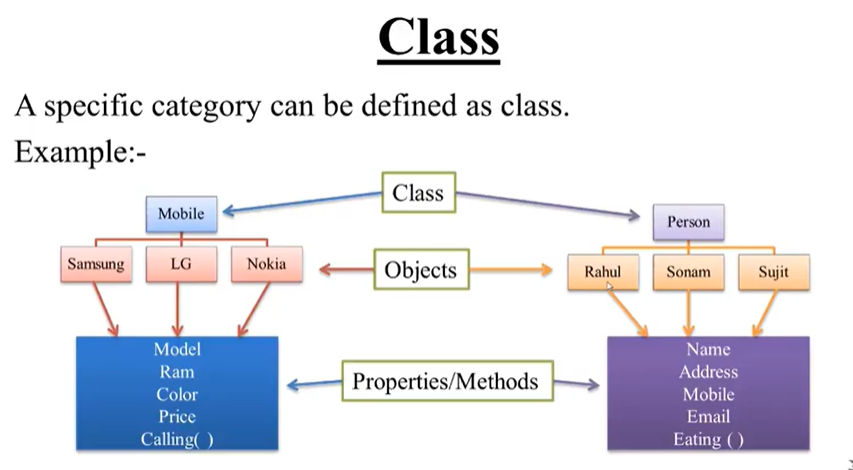 Class
A specific category can be defined as class.
Example:-
Class
Mobile
Person
Samsung
LG
Nokia
Objects
Rahul
Sonam
Sujit
Model
Ram
Color
Price
Calling( )
Properties/Methods
Name
Address
Mobile
Email
Eating ( )